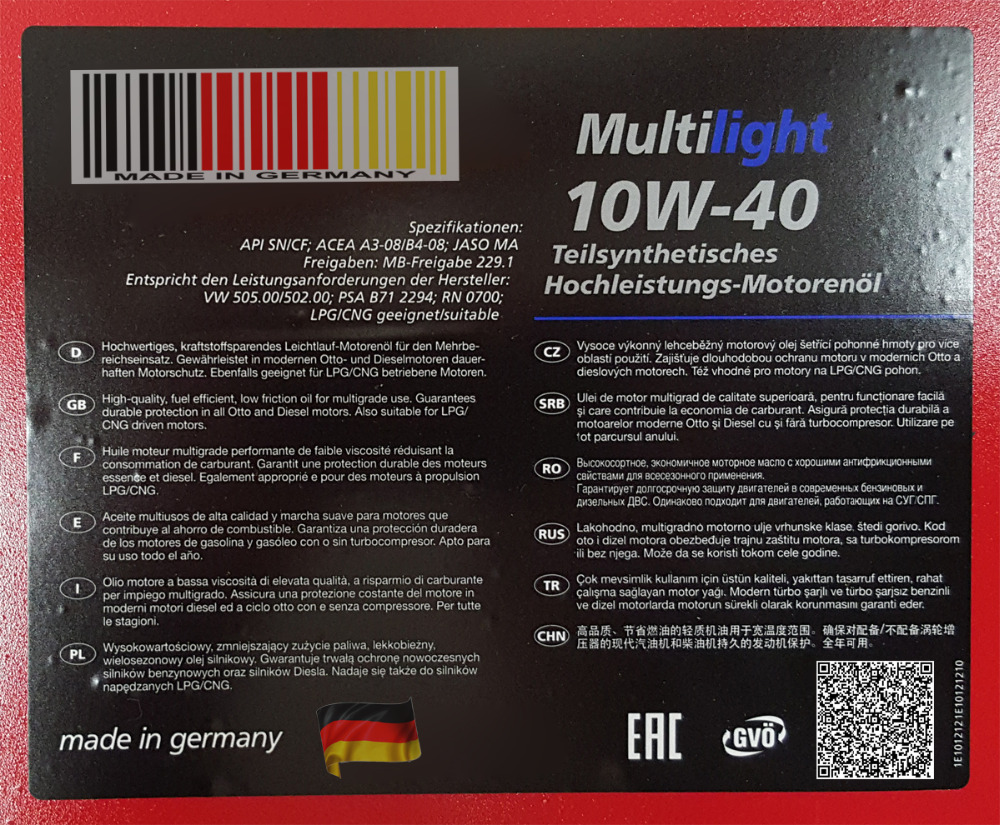 MADE IN GERMANY
Multilight
10W-40
Teilsynthetisches
Hochleistungs-Motorenöl
Spezifikationen:
API SN/CF; ACEA A3-08/B4-08; JASO MA
Freigaben: MB-Freigabe 229.1
Entspricht den Leistungsanforderungen der Hersteller:
VW 505.00/502.00; PSA B71 2294; RN 0700;
LPG/CNG geeignet/suitable
D
Hochwertiges, kraftstoffsparendes Leichtlauf-Motorenöl für den Mehrbe-
reichseinsatz. Gewährleistet in modernen Otto- und Dieselmotoren dauer-
haften Motorschutz. Ebenfalls geeignet für LPG/CNG betriebene Motoren.
GB
High-quality, fuel efficient, low friction oil for multigrade use. Guarantees
durable protection in all Otto and Diesel motors. Also suitable for LPG/
CNG driven motors.
F
Huile moteur multigrade performante de faible viscosité réduisant la
consommation de carburant. Garantit une protection durable des moteurs
essence et diesel. Egalement approprié e pour des moteurs à propulsion
LPG/CNG.
E
Aceite multiusos de alta calidad y marcha suave para motores que
contribuye al ahorro de combustible. Garantiza una protección duradera
de los motores de gasolina y gasóleo con o sin turbocompresor. Apto para
su uso todo el año.
I
Olio motore a bassa viscosità di elevata qualità, a risparmio di carburante
per impiego multigrado. Assicura una protezione costante del motore in
moderni motori diesel ed a ciclo otto con e senza compressore. Per tutte
le stagioni.
PL
Wysokowartościowy, zmniejszający zużycie paliwa, lekkobieżny,
wielosezonowy olej silnikowy. Gwarantuje trwałą ochronę nowoczesnych
silników benzynowych oraz silników Diesla. Nadaje się także do silników
napędzanych LPG/CNG.
CZ
Vysoce výkonný lehceběžný motorový olej šetřící pohonné hmoty pro více
oblastí použití. Zajišťuje dlouhodobou ochranu motoru v moderních Otto a
dieslových motorech. Též vhodné pro motory na LPG/CNG pohon.
SRB
Ulei de motor multigrad de calitate superioară, pentru funcționare facilă
și care contribuie la economia de carburant. Asigură protecția durabilă a
motoarelor moderne Otto și Diesel cu și fără turbocompresor. Utilizare pe
tot parcursul anului.
RO
Высокосортное, экономичное моторное масло с хорошими антифрикционными
свойствами для всесезонного применения.
Гарантирует долгосрочную защиту двигателей в современных бензиновых и
дизельных ДВС. Одинаково подходит для двигателей, работающих на СУГ/СПГ.
RUS
Lakohodno, multigradno motorno ulje vrhunske klase, štedi gorivo. Kod
oto i dizel motora obezbeđuje trajnu zaštitu motora, sa turbokompresorom
ili bez njega. Može da se koristi tokom cele godine.
TR
Çok mevsimlik kullanım için üstün kaliteli, yakıttan tasarruf ettiren, rahat
çalışma sağlayan motor yağı. Modern türbo şarjlı ve türbo şarjsız benzinli
ve dizel motorlarda motorun sürekli olarak korunmasını garanti eder.
CHN
高品质、节省燃油的轻质机油用于宽温度范围。确保对配备/不配备涡轮增
压器的现代汽油机和柴油机持久的发动机保护。全年可用。
made in germany
EAC
GVÖ
1E1012121E10121210